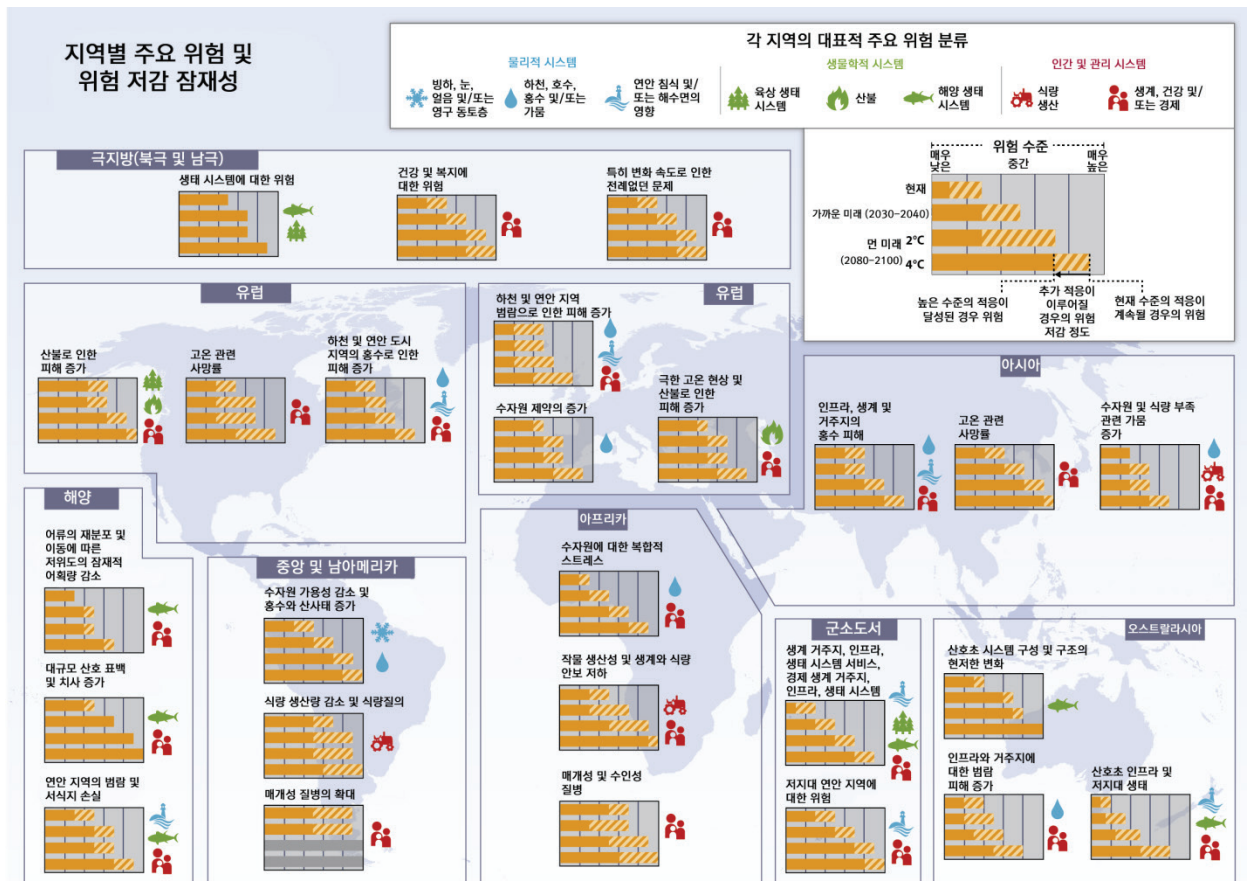 지역별 주요 위험 및
위험 저감 잠재성
각 지역의 대표적 주요 위험 분류
물리적 시스템
빙하, 눈,
얼음 및/또는
영구 동토층
하천, 호수,
홍수 및/또는
가뭄
연안 침식 및/
또는 해수면의
영향
생물학적 시스템
육상 생태
시스템
산불
해양 생태
시스템
인간 및 관리 시스템
식량
생산
생계, 건강 및/
또는 경제
위험 수준
매우
낮은
중간
매우
높은
현재
가까운 미래 (2030–2040)
먼 미래
(2080–2100)
2°C
4°C
높은 수준의 적응이
달성된 경우 위험
추가 적응이
이루어질
경우의 위험
저감 정도
현재 수준의 적응이
계속될 경우의 위험
극지방(북극 및 남극)
생태 시스템에 대한 위험
건강 및 복지에
대한 위험
특히 변화 속도로 인한
전례없던 문제
유럽
산불로 인한
피해 증가
고온 관련
사망률
하천 및 연안 도시
지역의 홍수로 인한
피해 증가
유럽
하천 및 연안 지역
범람으로 인한 피해 증가
수자원 제약의 증가
극한 고온 현상 및
산불로 인한
피해 증가
아시아
인프라, 생계 및
거주지의
홍수 피해
고온 관련
사망률
수자원 및 식량 부족
관련 가뭄
증가
해양
어류의 재분포 및
이동에 따른
저위도의 잠재적
어획량 감소
대규모 산호 표백
및 치사 증가
연안 지역의 범람 및
서식지 손실
중앙 및 남아메리카
수자원 가용성 감소 및
홍수와 산사태 증가
식량 생산량 감소 및 식량질의
매개성 질병의 확대
아프리카
수자원에 대한 복합적
스트레스
작물 생산성 및 생계와 식량
안보 저하
매개성 및 수인성
질병
군소도서
생계 거주지, 인프라,
생태 시스템 서비스,
경제 생계 거주지,
인프라, 생태 시스템
저지대 연안 지역에
대한 위험
오스트랄라시아
산호초 시스템 구성 및 구조의
현저한 변화
인프라와 거주지에
대한 범람
피해 증가
산호초 인프라 및
저지대 생태